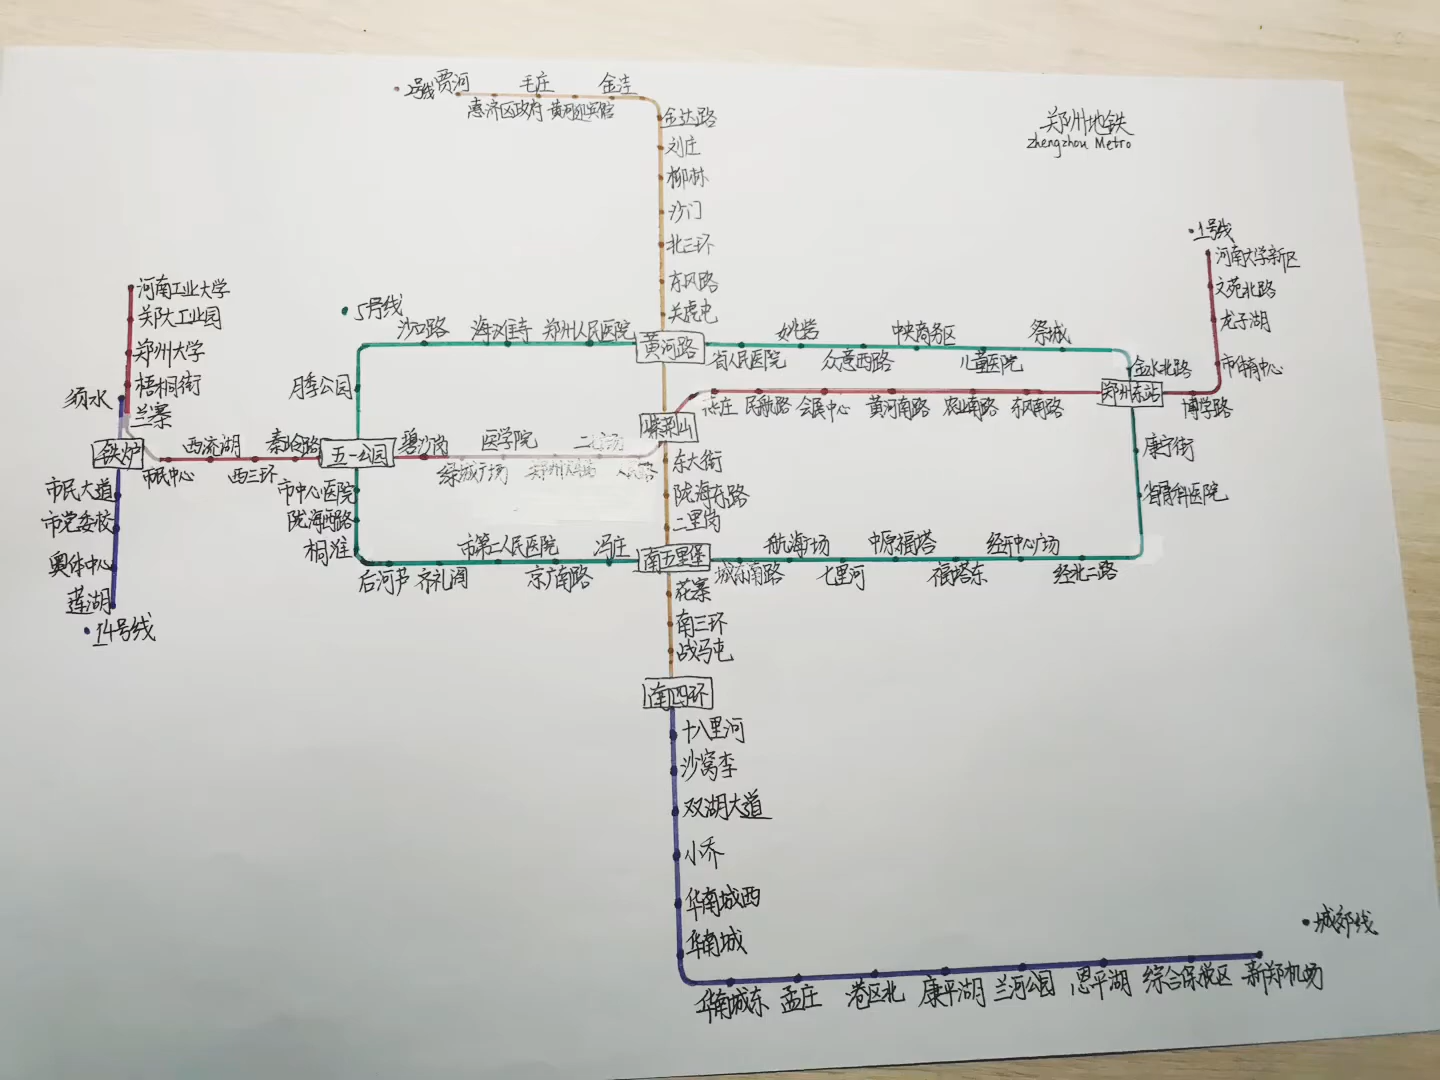 2号线
贾河
惠济区政府
毛庄
黄河迎宾馆
金洼
金达路
刘庄
柳林
沙门
北三环
东风路
关虎屯
黄河路
紫荆山
东大街
陇海东路
二里岗
南五里堡
花寨
南三环
战马屯
南四环
郑州地铁
Zhengzhou Metro
1号线
河南大学新区
文苑北路
龙子湖
市体育中心
博学路
郑州东站
东风南路
农业南路
黄河南路
会展中心
民航路
燕庄
医学院
绿城广场
碧沙岗
五一公园
秦岭路
西三环
西流湖
市民中心
铁炉
兰寨
梧桐街
郑州大学
郑大工业园
河南工业大学
须水
市民大道
市党委校
奥体中心
莲湖
14号线
5号线
月季公园
沙口路
海滩寺
郑州人民医院
省人民医院
姚砦
众意西路
中央商务区
儿童医院
祭城
金水北路
康宁街
省骨科医院
经北二路
经开中心广场
福塔东
中原福塔
七里河
航海广场
城东南路
冯庄
京广南路
市第二人民医院
齐礼闫
后河芦
桐淮
陇海西路
市中心医院
十八里河
沙窝李
双湖大道
小乔
华南城西
华南城
华南城东
孟庄
港区北
康平湖
兰河公园
恩平湖
综合保税区
新郑机场
城郊线